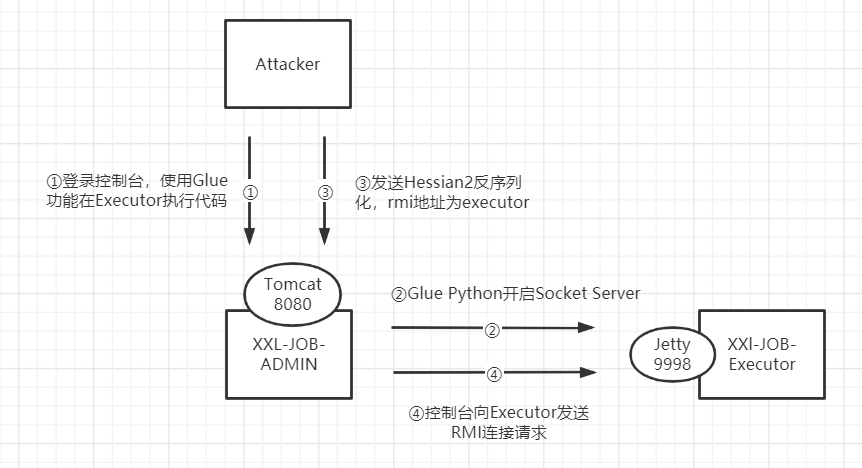 Attacker
①登录控制台，使用Glue
功能在Executor执行代码
①
③
③发送Hessian2反序列
化，rmi地址为executor
Tomcat
8080
XXL-JOB-
ADMIN
②Glue Python开启Socket Server
②
④
④控制台向Executor发送
RMI连接请求
Jetty
9998
XXl-JOB-
Executor